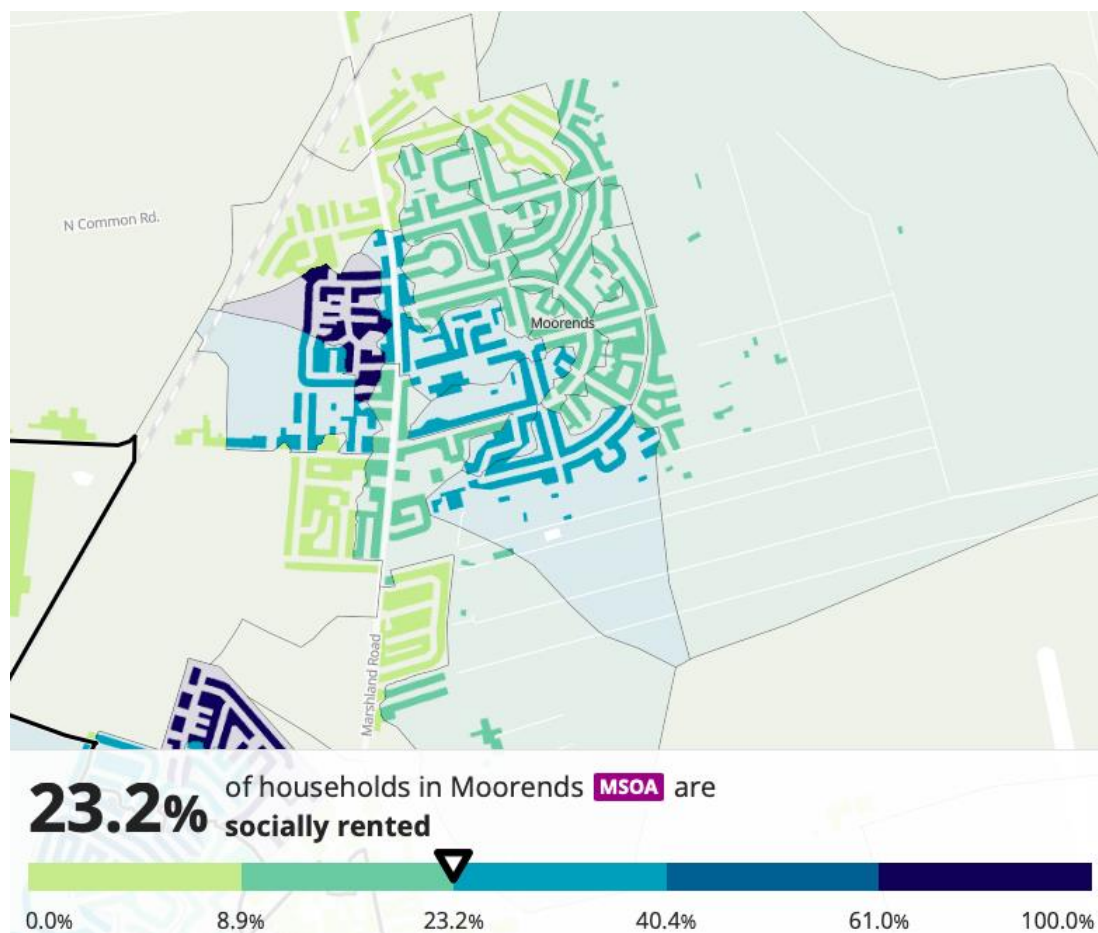 N Common Rd.
Moorends
Marshland Road
23.2% of households in Moorends MSOA are
socially rented
0.0% 8.9% 23.2% 40.4% 61.0% 100.0%